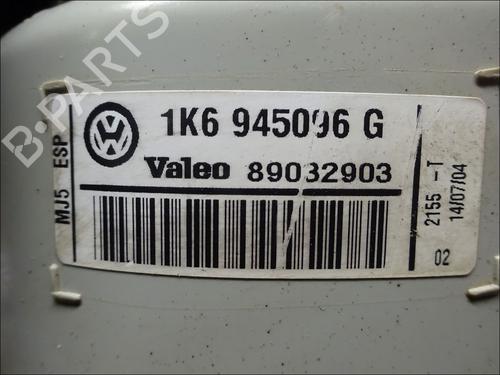 B-PARTS
MJ5 ESP
1K6 945096 G
Valeo 89032903
2155 -T
14/07/04
02